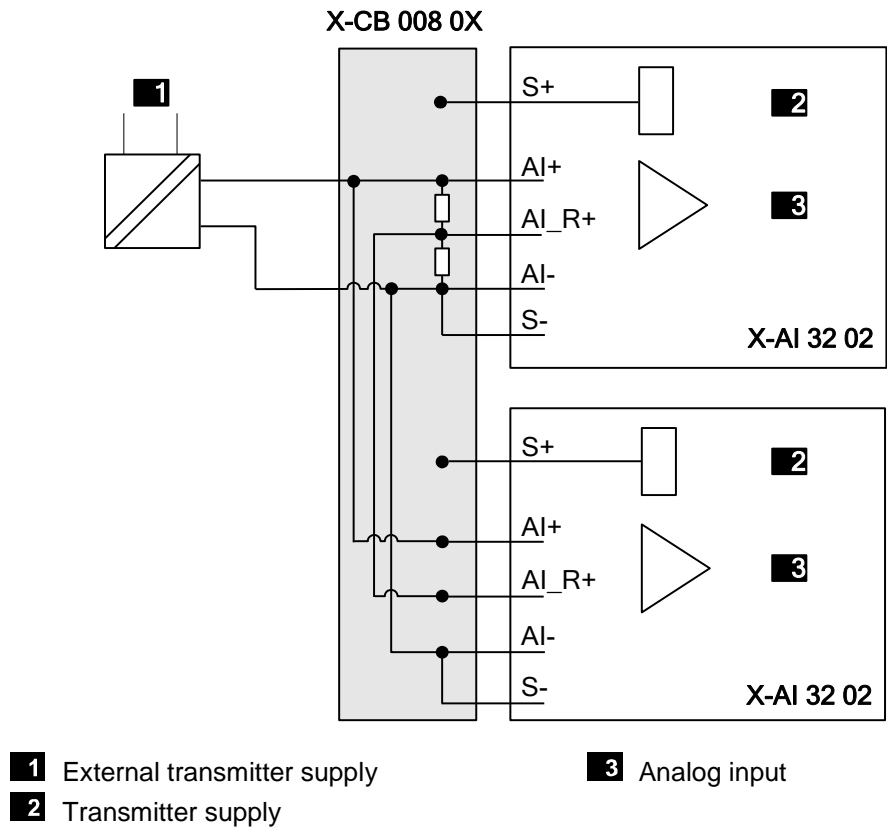 X-CB 008 0X
1
S+
2
AI+
3
AI_R+
AI-
S-
X-AI 32 02
S+
2
AI+
3
AI_R+
AI-
S-
X-AI 32 02
1 External transmitter supply
3 Analog input
2 Transmitter supply